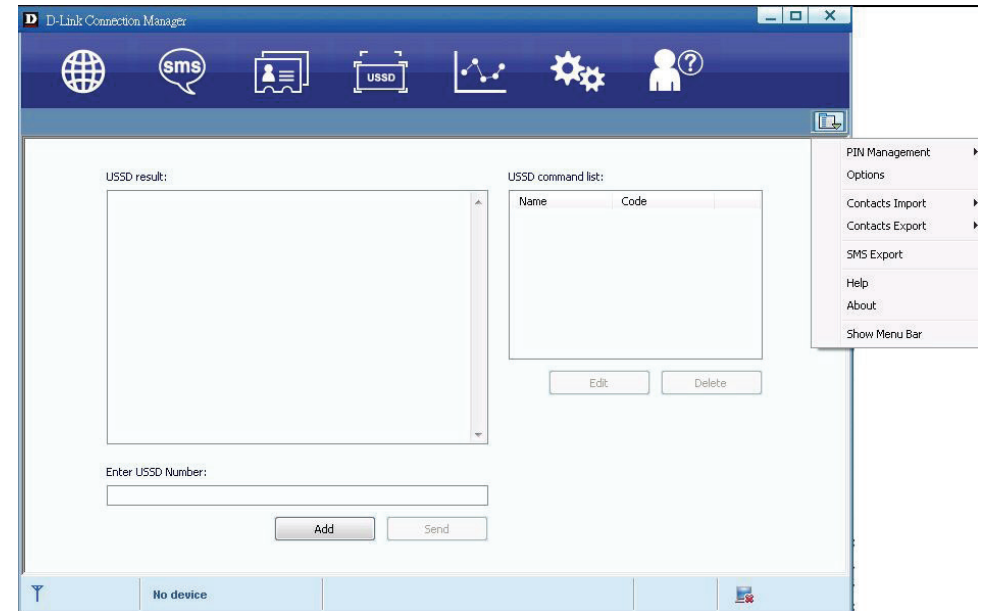 D D-Link Connection Manager
sms
USSD
?
PIN Management
Options
Contacts Import
Contacts Export
SMS Export
Help
About
Show Menu Bar
USSD result:
USSD command list:
Name Code
Edit Delete
Enter USSD Number:
Add Send
No device